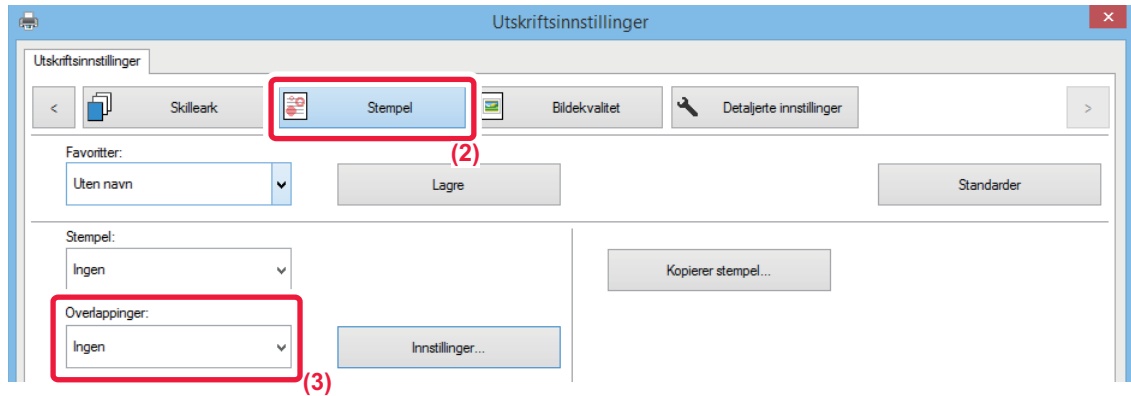 Utskriftsinnstillinger
Utskriftsinnstillinger
< Skilleark Stempel Bildekvalitet Detaljerte innstillinger >
(2)
Favoritter:
Uten navn Lagre Standarder
Stempel:
Ingen Kopierer stempel...
Overlappinger:
Ingen Innstillinger...
(3)